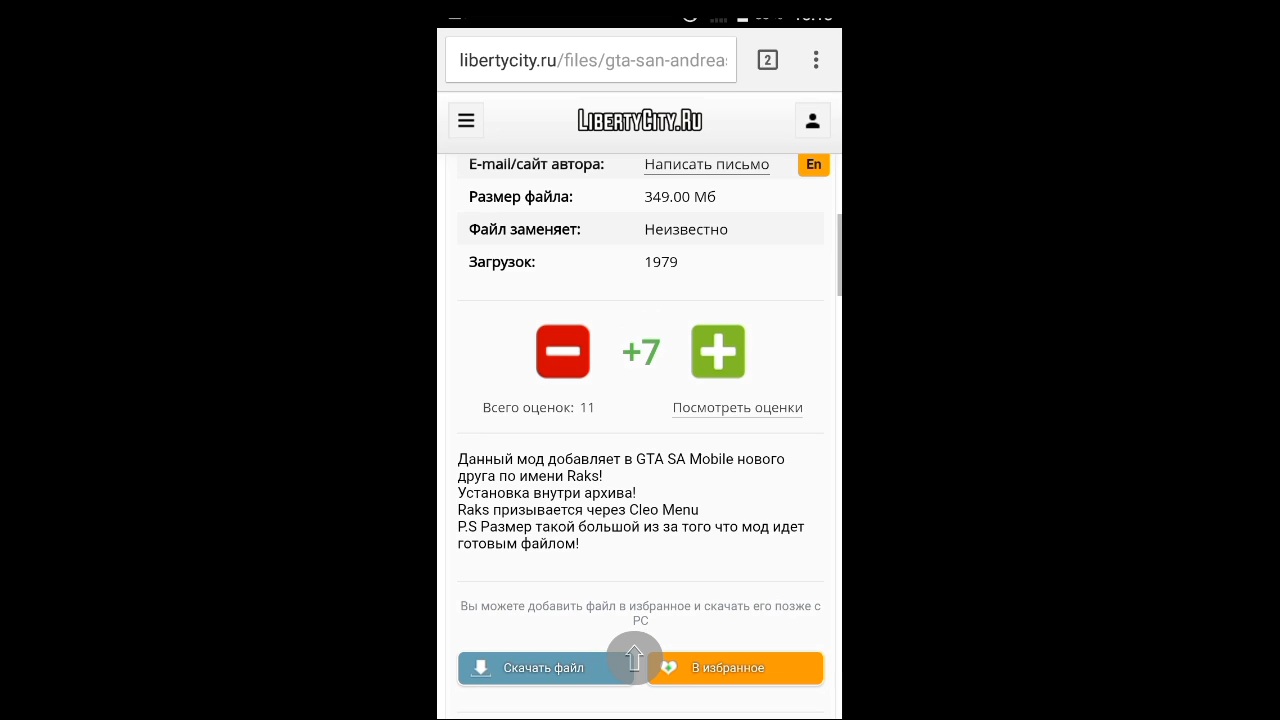 libertycity.ru/files/gta-san-andreas
2
LIBERTYCITY.RU
E-mail/сайт автора: Написать письмо En
Размер файла: 349.00 Мб
Файл заменяет: Неизвестно
Загрузок: 1979
+7
Всего оценок: 11 Посмотреть оценки
Данный мод добавляет в GTA SA Mobile нового
друга по имени Raks!
Установка внутри архива!
Raks призывается через Cleo Menu
P.S Размер такой большой из за того что мод идет
готовым файлом!
Вы можете добавить файл в избранное и скачать его позже с
PC
Скачать файл В избранное